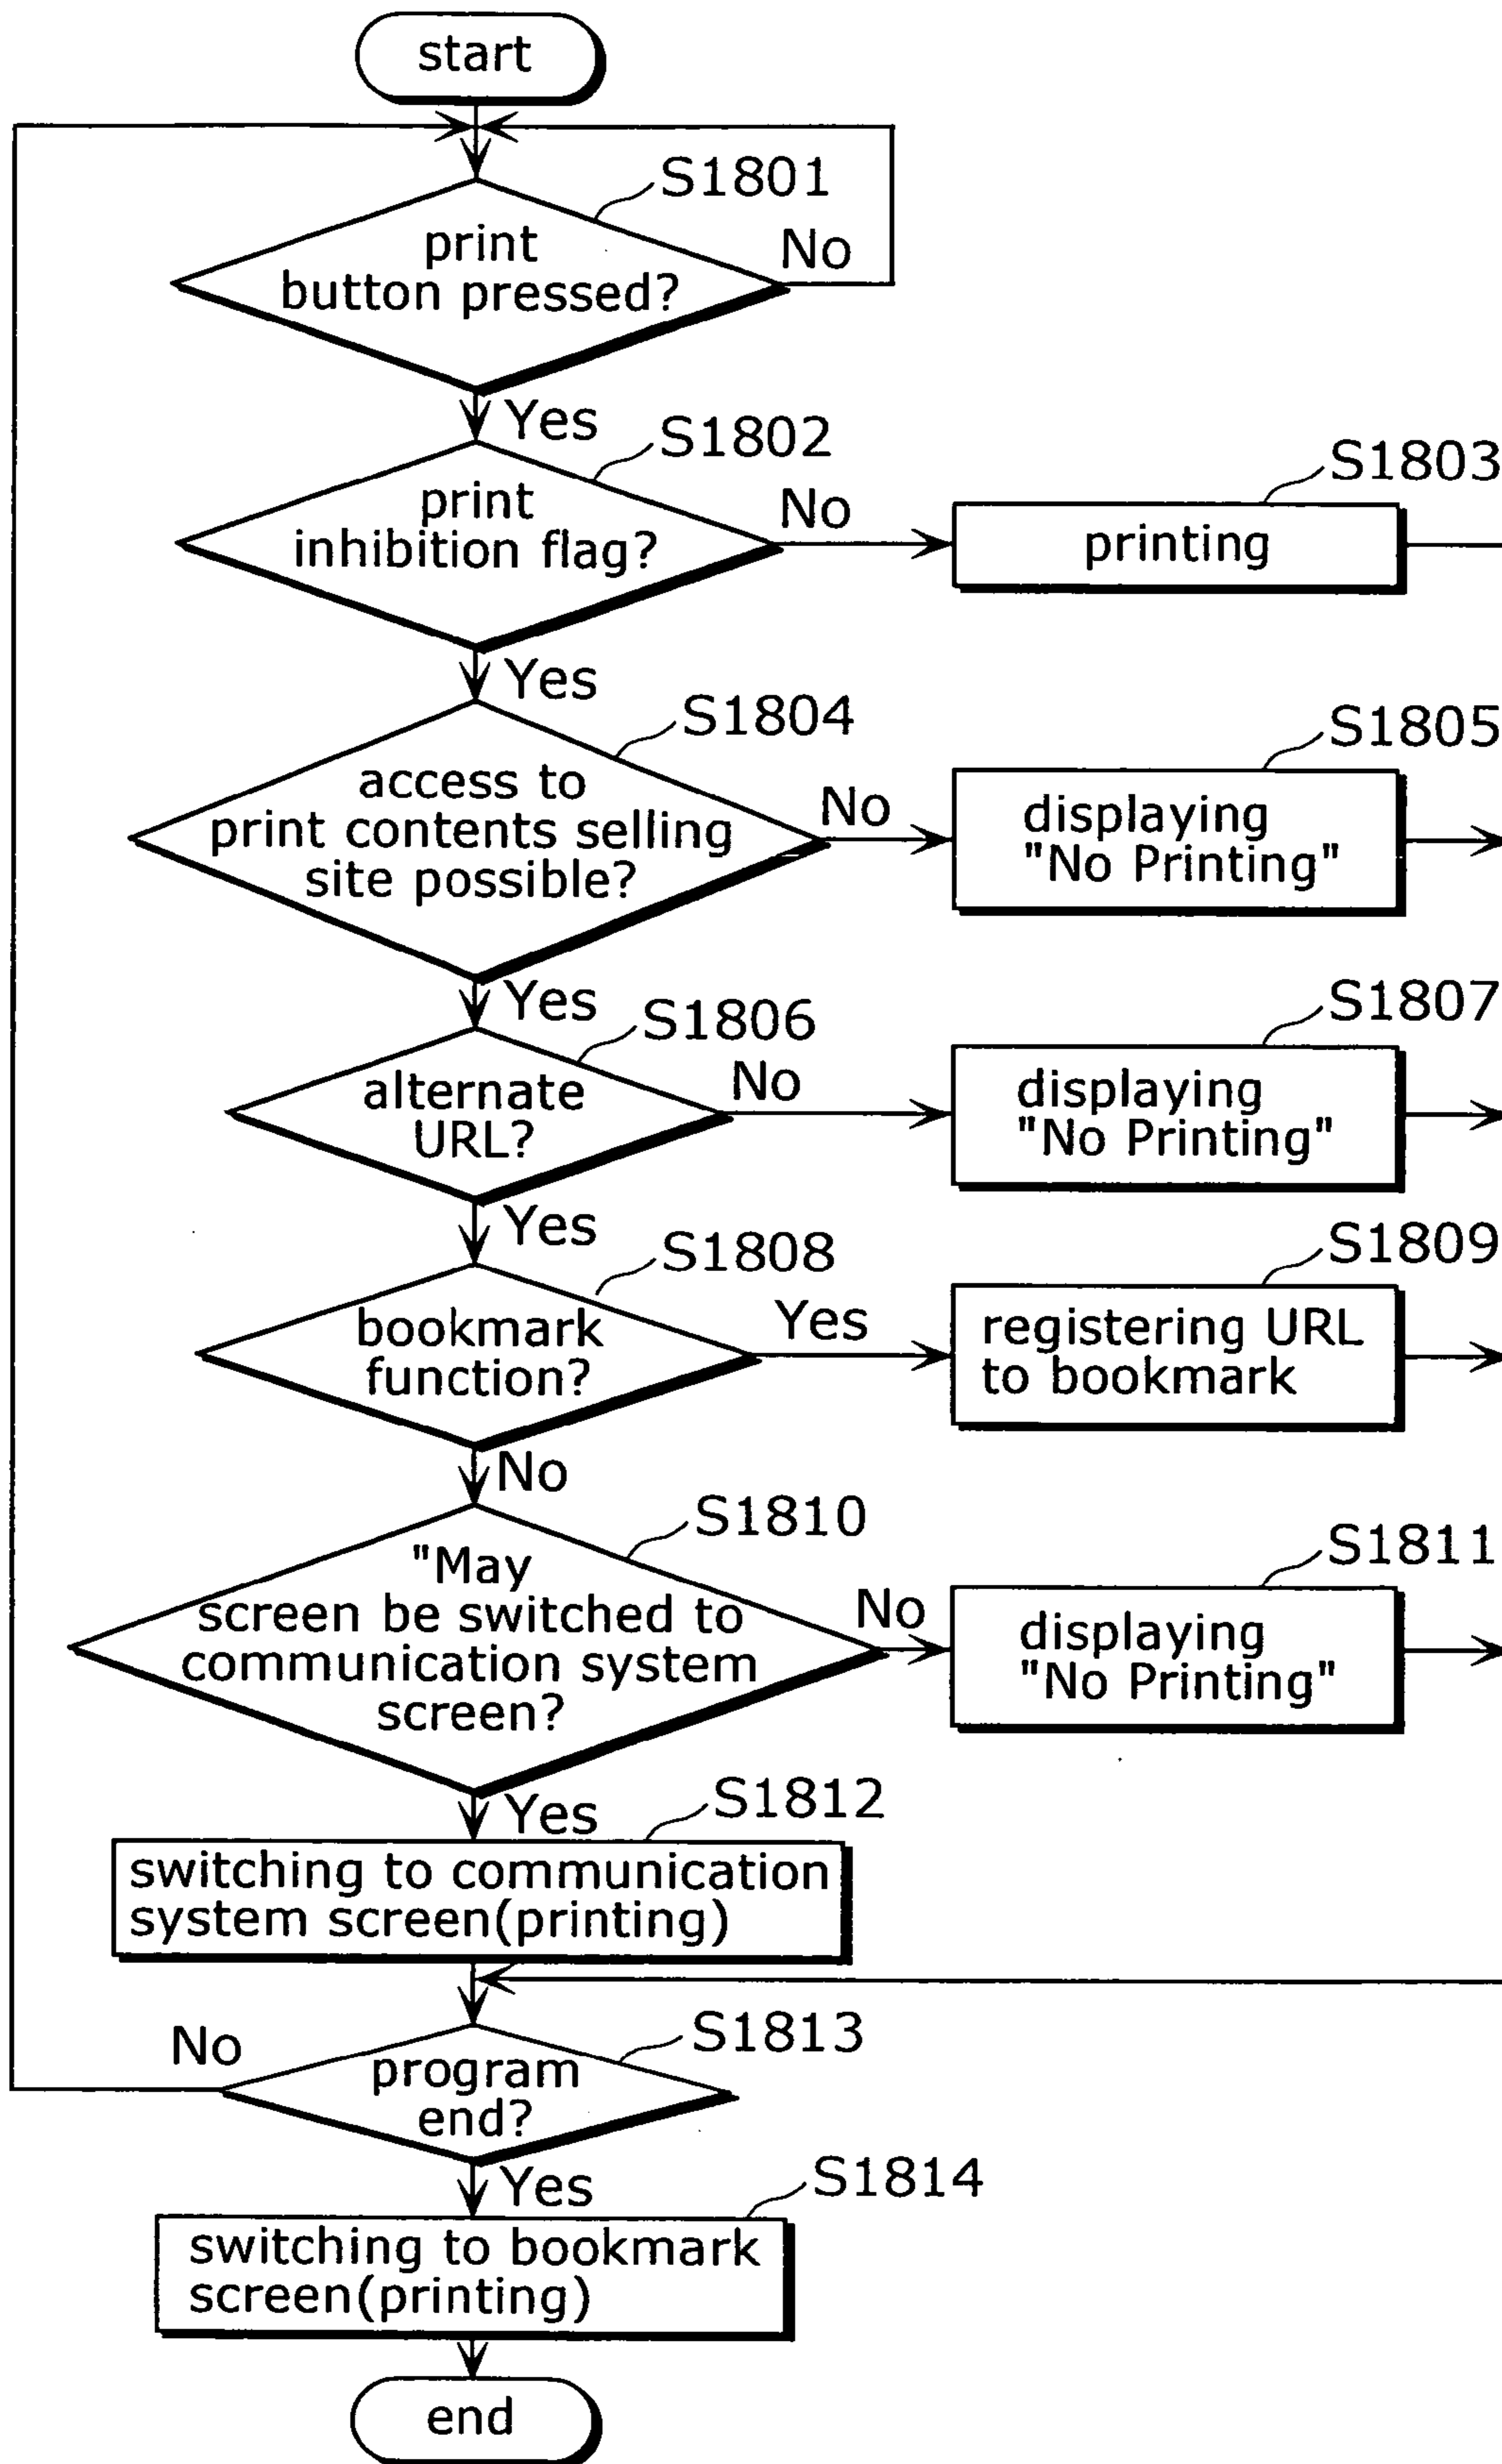 start
S1801
print
button pressed?
No
Yes
S1802
print
inhibition flag?
No
S1803
printing
Yes
S1804
access to
print contents selling
site possible?
No
S1805
displaying
"No Printing"
Yes
S1806
alternate
URL?
No
S1807
displaying
"No Printing"
Yes
S1808
bookmark
function?
Yes
S1809
registering URL
to bookmark
No
S1810
"May
screen be switched to
communication system
screen?
No
S1811
displaying
"No Printing"
Yes
S1812
switching to communication
system screen(printing)
S1813
No
program
end?
Yes
S1814
switching to bookmark
screen(printing)
end